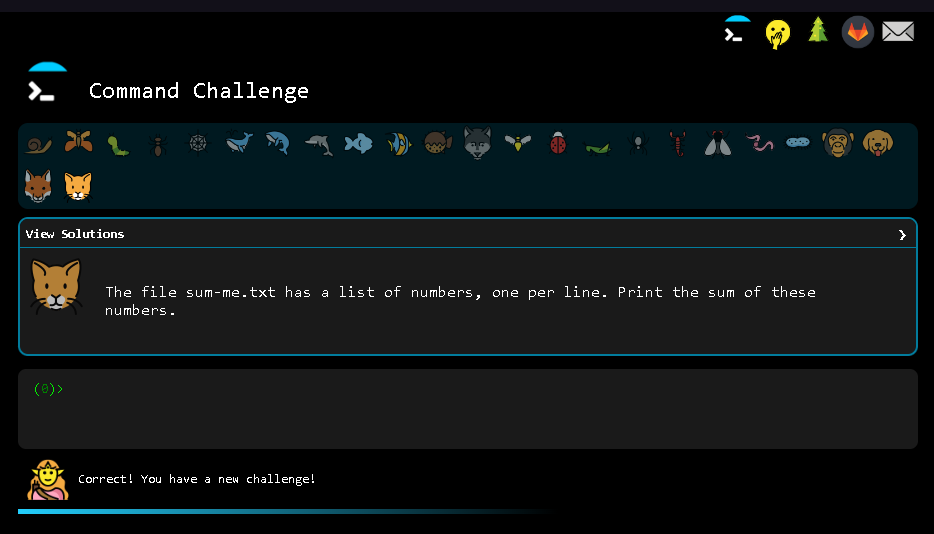 Command Challenge
View Solutions
The file sum-me.txt has a list of numbers, one per line. Print the sum of these
numbers.
(0)>
Correct! You have a new challenge!